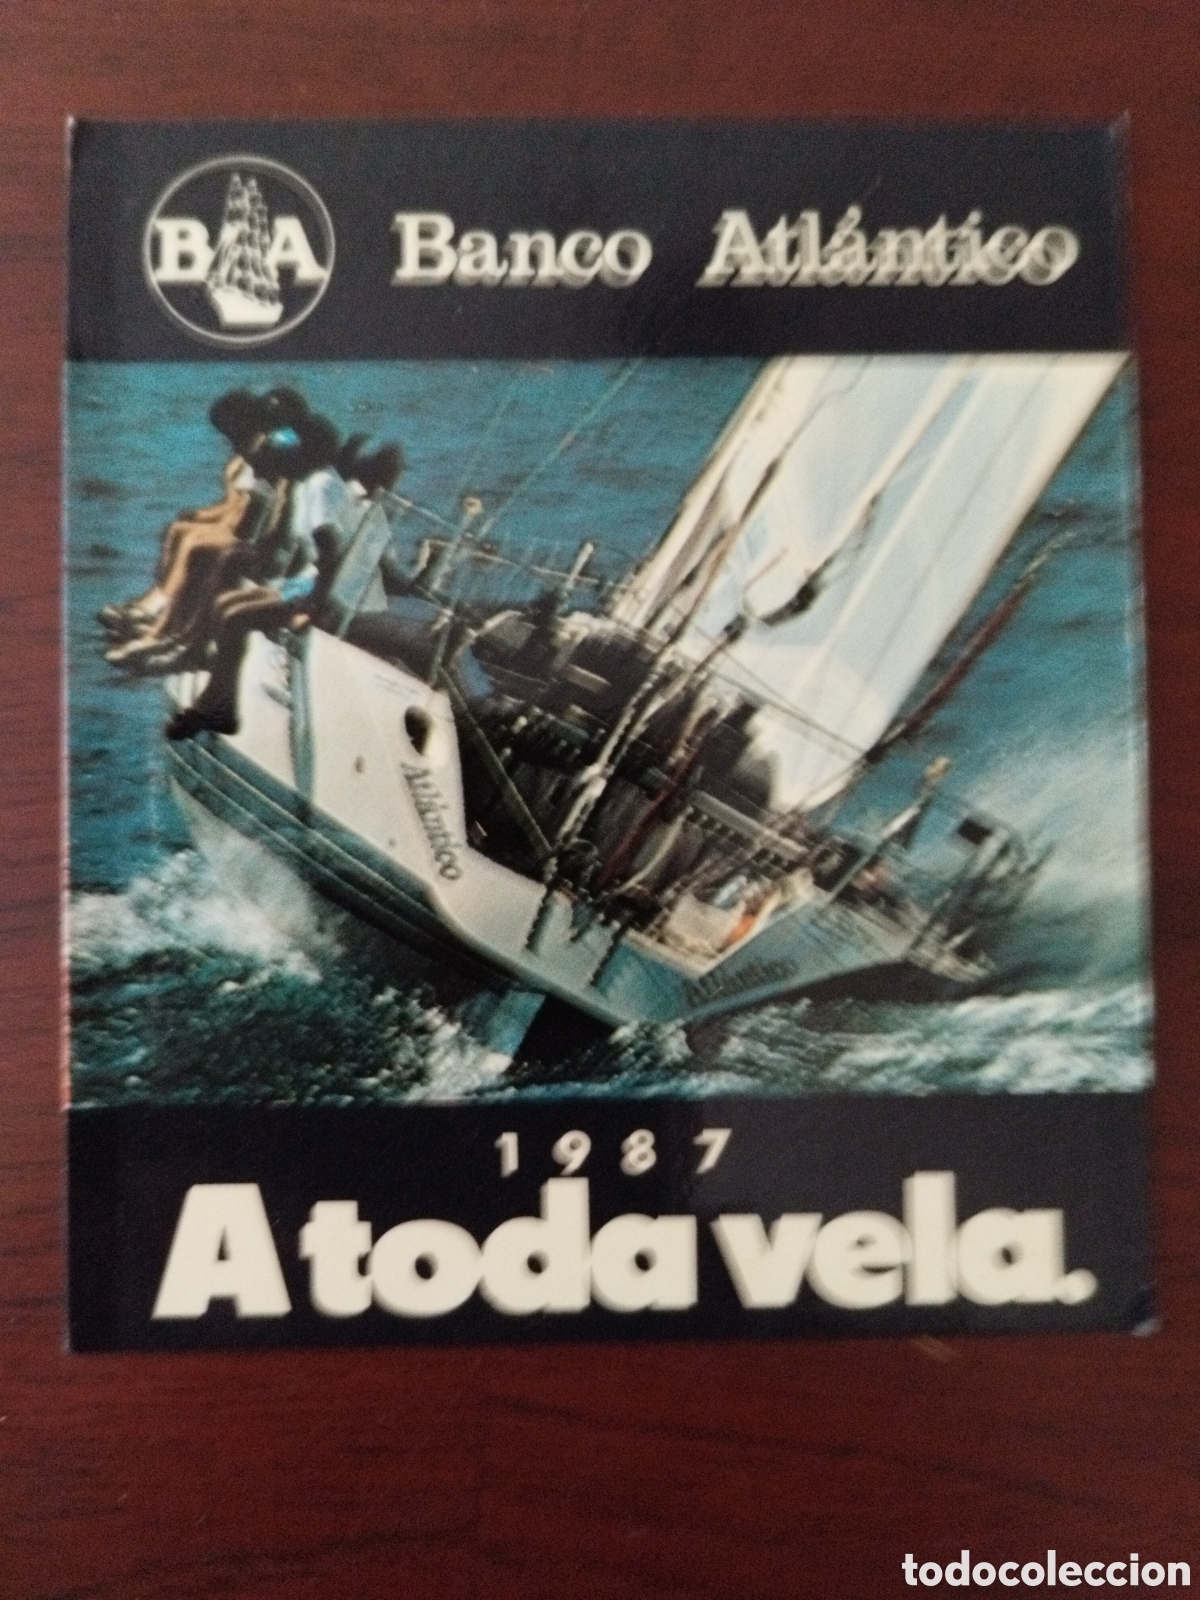 BA Banco Atlántico
Atlántico
Atlántico
1987
A toda vela.
todocoleccion